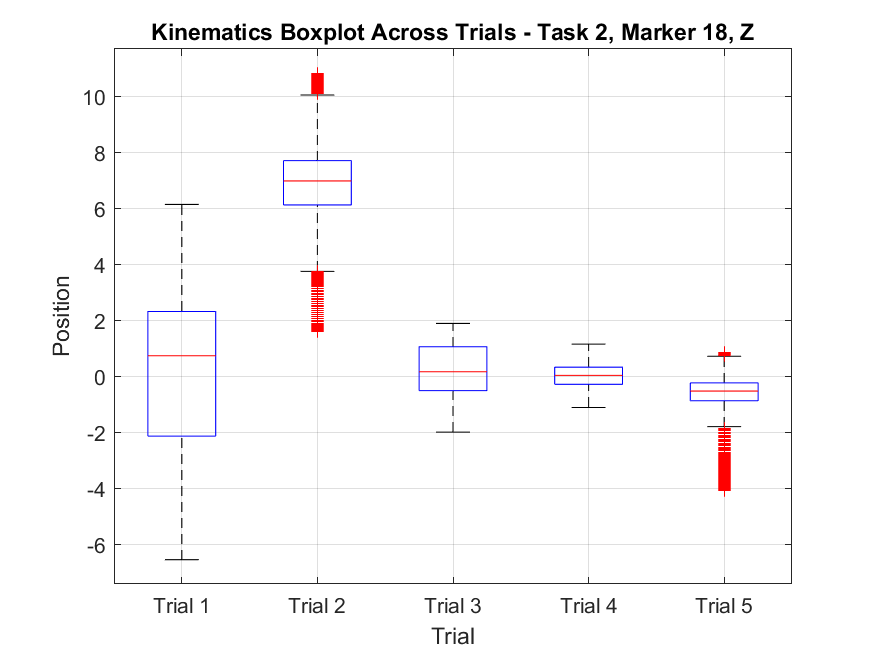 Kinematics Boxplot Across Trials - Task 2, Marker 18, Z
Position
10
8
6
4
2
0
-2
-4
-6
Trial 1 Trial 2 Trial 3 Trial 4 Trial 5
Trial